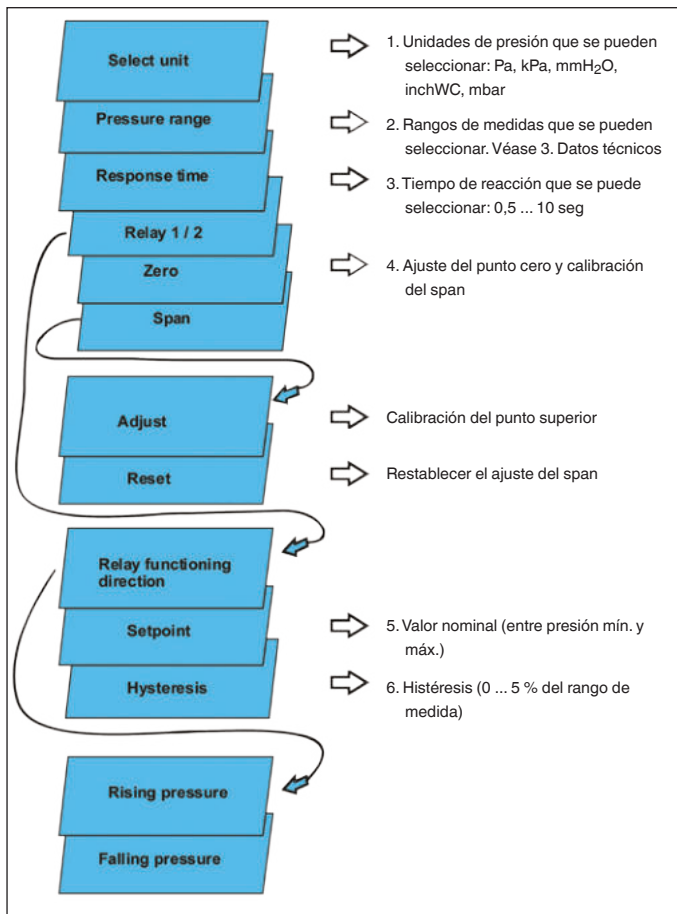 Select unit
1. Unidades de presión que se pueden
seleccionar: Pa, kPa, mmH₂O,
inchWC, mbar
Pressure range
2. Rangos de medidas que se pueden
seleccionar. Véase 3. Datos técnicos
Response time
3. Tiempo de reacción que se puede
seleccionar: 0,5 ... 10 seg
Relay 1 / 2
Zero
4. Ajuste del punto cero y calibración
del span
Span
Adjust
Calibración del punto superior
Reset
Restablecer el ajuste del span
Relay functioning
direction
Setpoint
5. Valor nominal (entre presión mín. y
máx.)
Hysteresis
6. Histéresis (0 ... 5 % del rango de
medida)
Rising pressure
Falling pressure